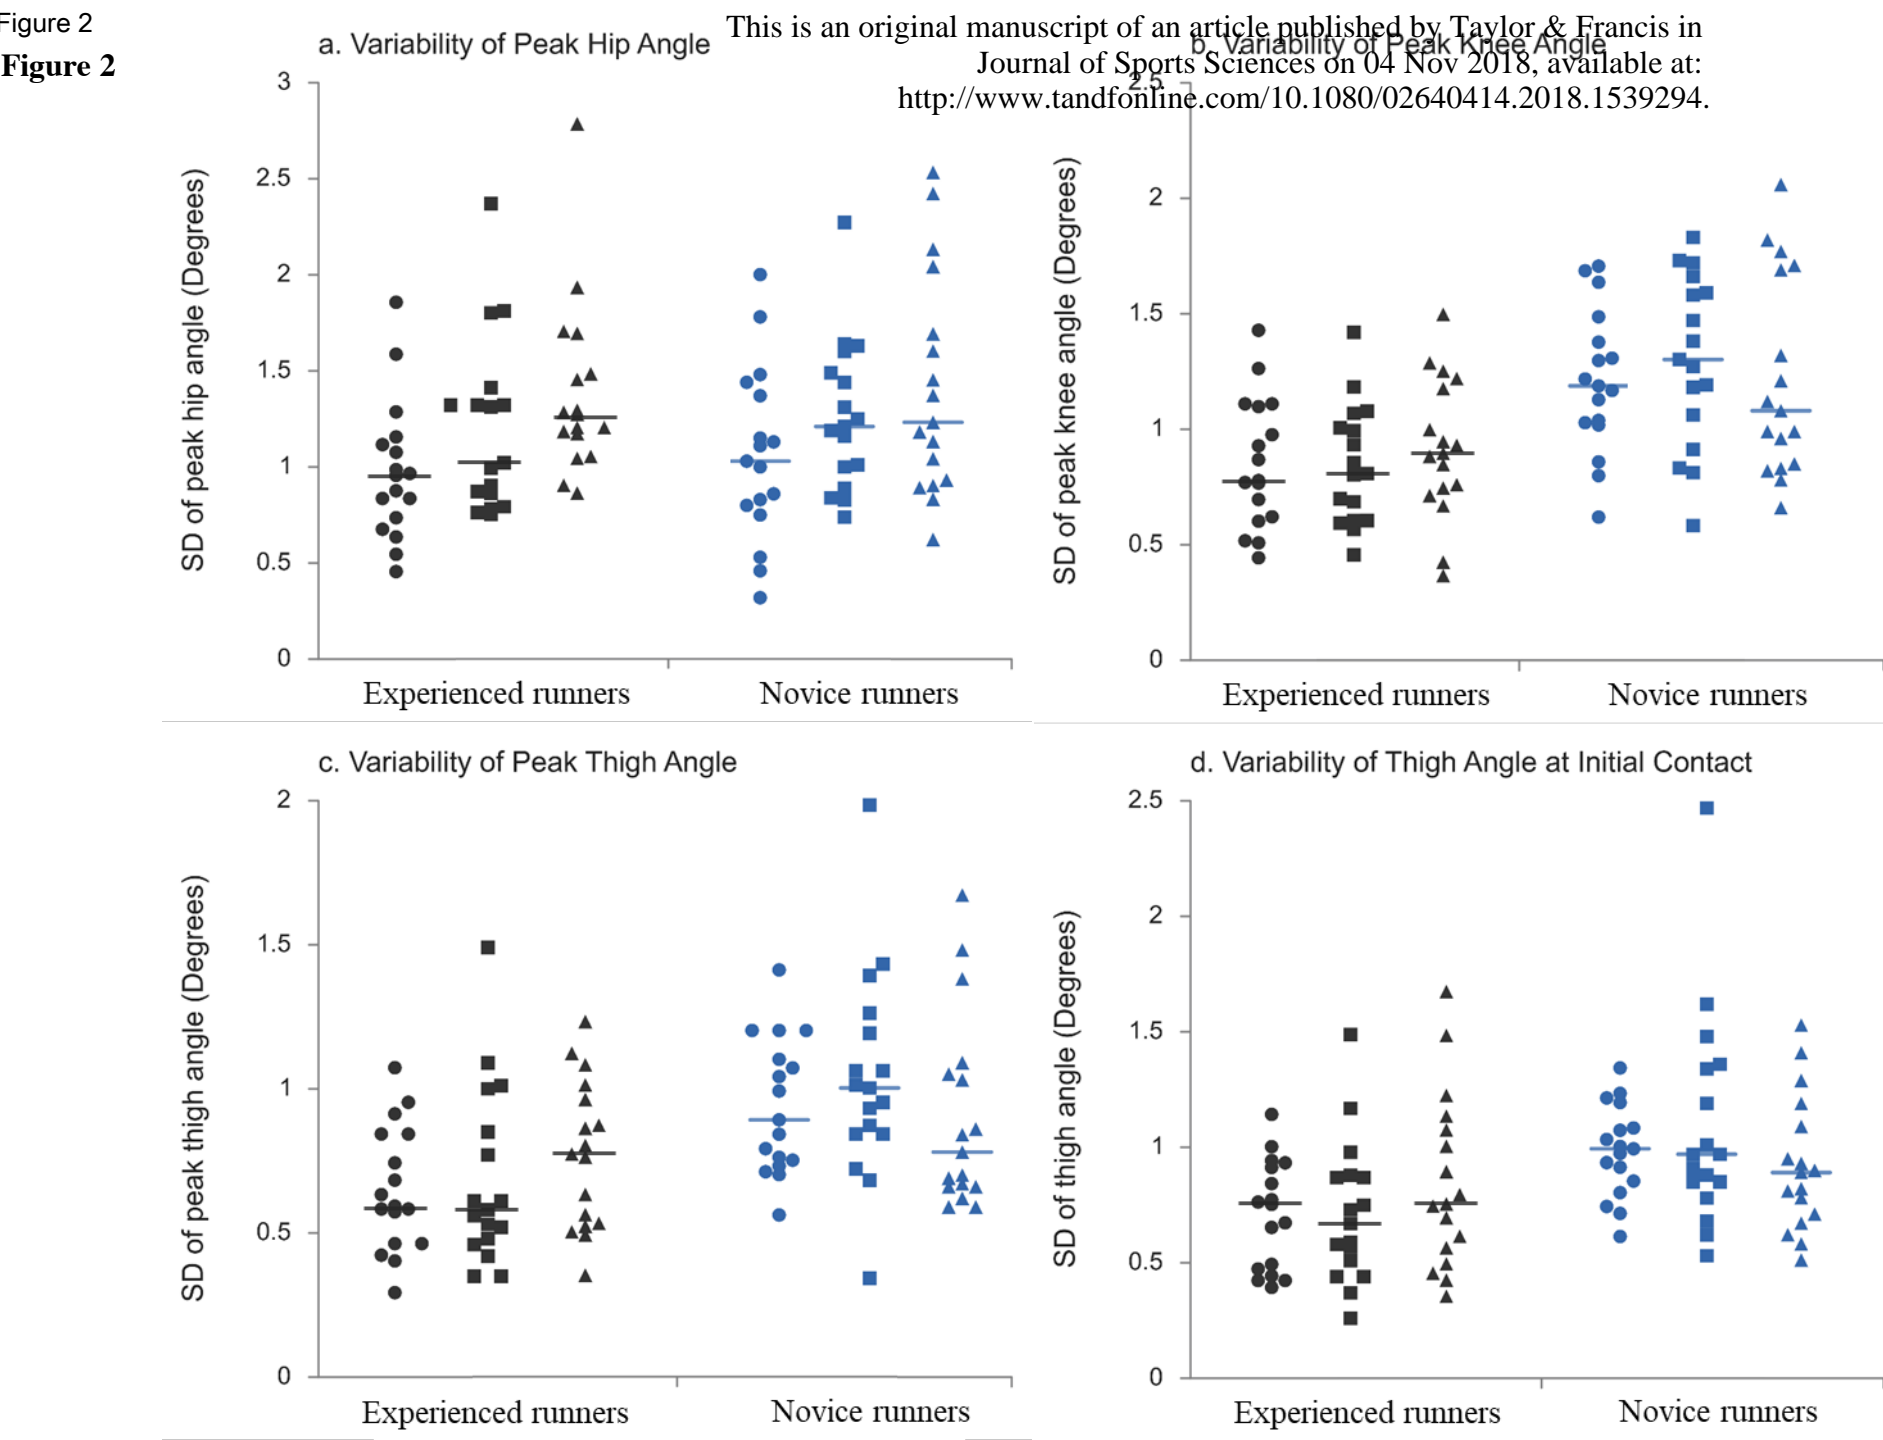 Figure 2
Figure 2
This is an original manuscript of an article published by Taylor & Francis in
Journal of Sports Sciences on 04 Nov 2018, available at:
http://www.tandfonline.com/10.1080/02640414.2018.1539294.
a. Variability of Peak Hip Angle
SD of peak hip angle (Degrees)
3
2.5
2
1.5
1
0.5
0
Experienced runners
Novice runners
b. Variability of Peak Knee Angle
SD of peak knee angle (Degrees)
2.5
2
1.5
1
0.5
0
Experienced runners
Novice runners
c. Variability of Peak Thigh Angle
SD of peak thigh angle (Degrees)
2
1.5
1
0.5
0
Experienced runners
Novice runners
d. Variability of Thigh Angle at Initial Contact
SD of thigh angle (Degrees)
2.5
2
1.5
1
0.5
0
Experienced runners
Novice runners